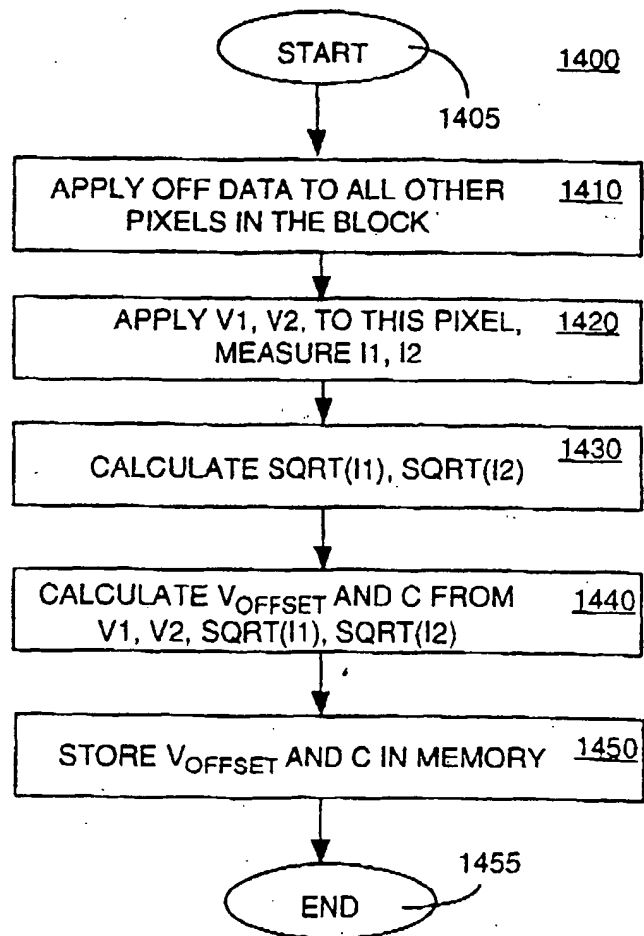 START
1400
1405
APPLY OFF DATA TO ALL OTHER 1410
PIXELS IN THE BLOCK
APPLY V1, V2, TO THIS PIXEL, 1420
MEASURE I1, I2
1430
CALCULATE SQRT(I1), SQRT(I2)
CALCULATE VOFFSET AND C FROM 1440
V1, V2, SQRT(I1), SQRT(I2)
STORE VOFFSET AND C IN MEMORY 1450
1455
END